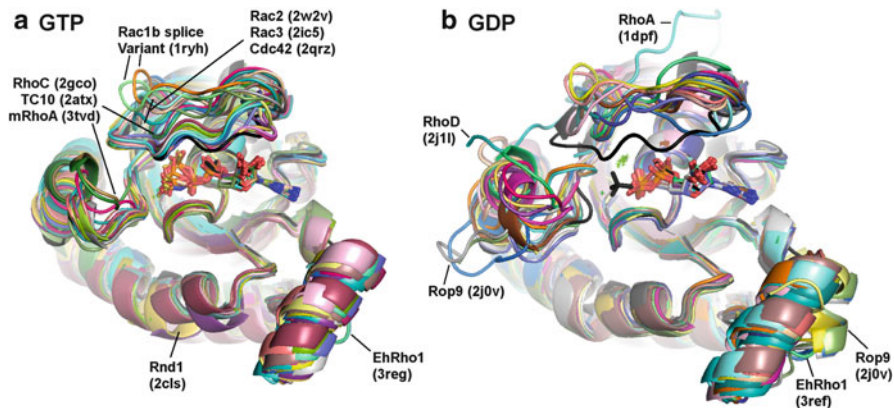 a GTP
Rac1b splice
Variant (1ryh)
Rac2 (2w2v)
Rac3 (2ic5)
Cdc42 (2qrz)
RhoC (2gco)
TC10 (2atx)
mRhoA (3tvd)
Rnd1
(2cls)
EhRho1
(3reg)
b GDP
RhoA
(1dpf)
RhoD
(2j1l)
Rop9 (2j0v)
Rop9
(2j0v)
EhRho1
(3ref)